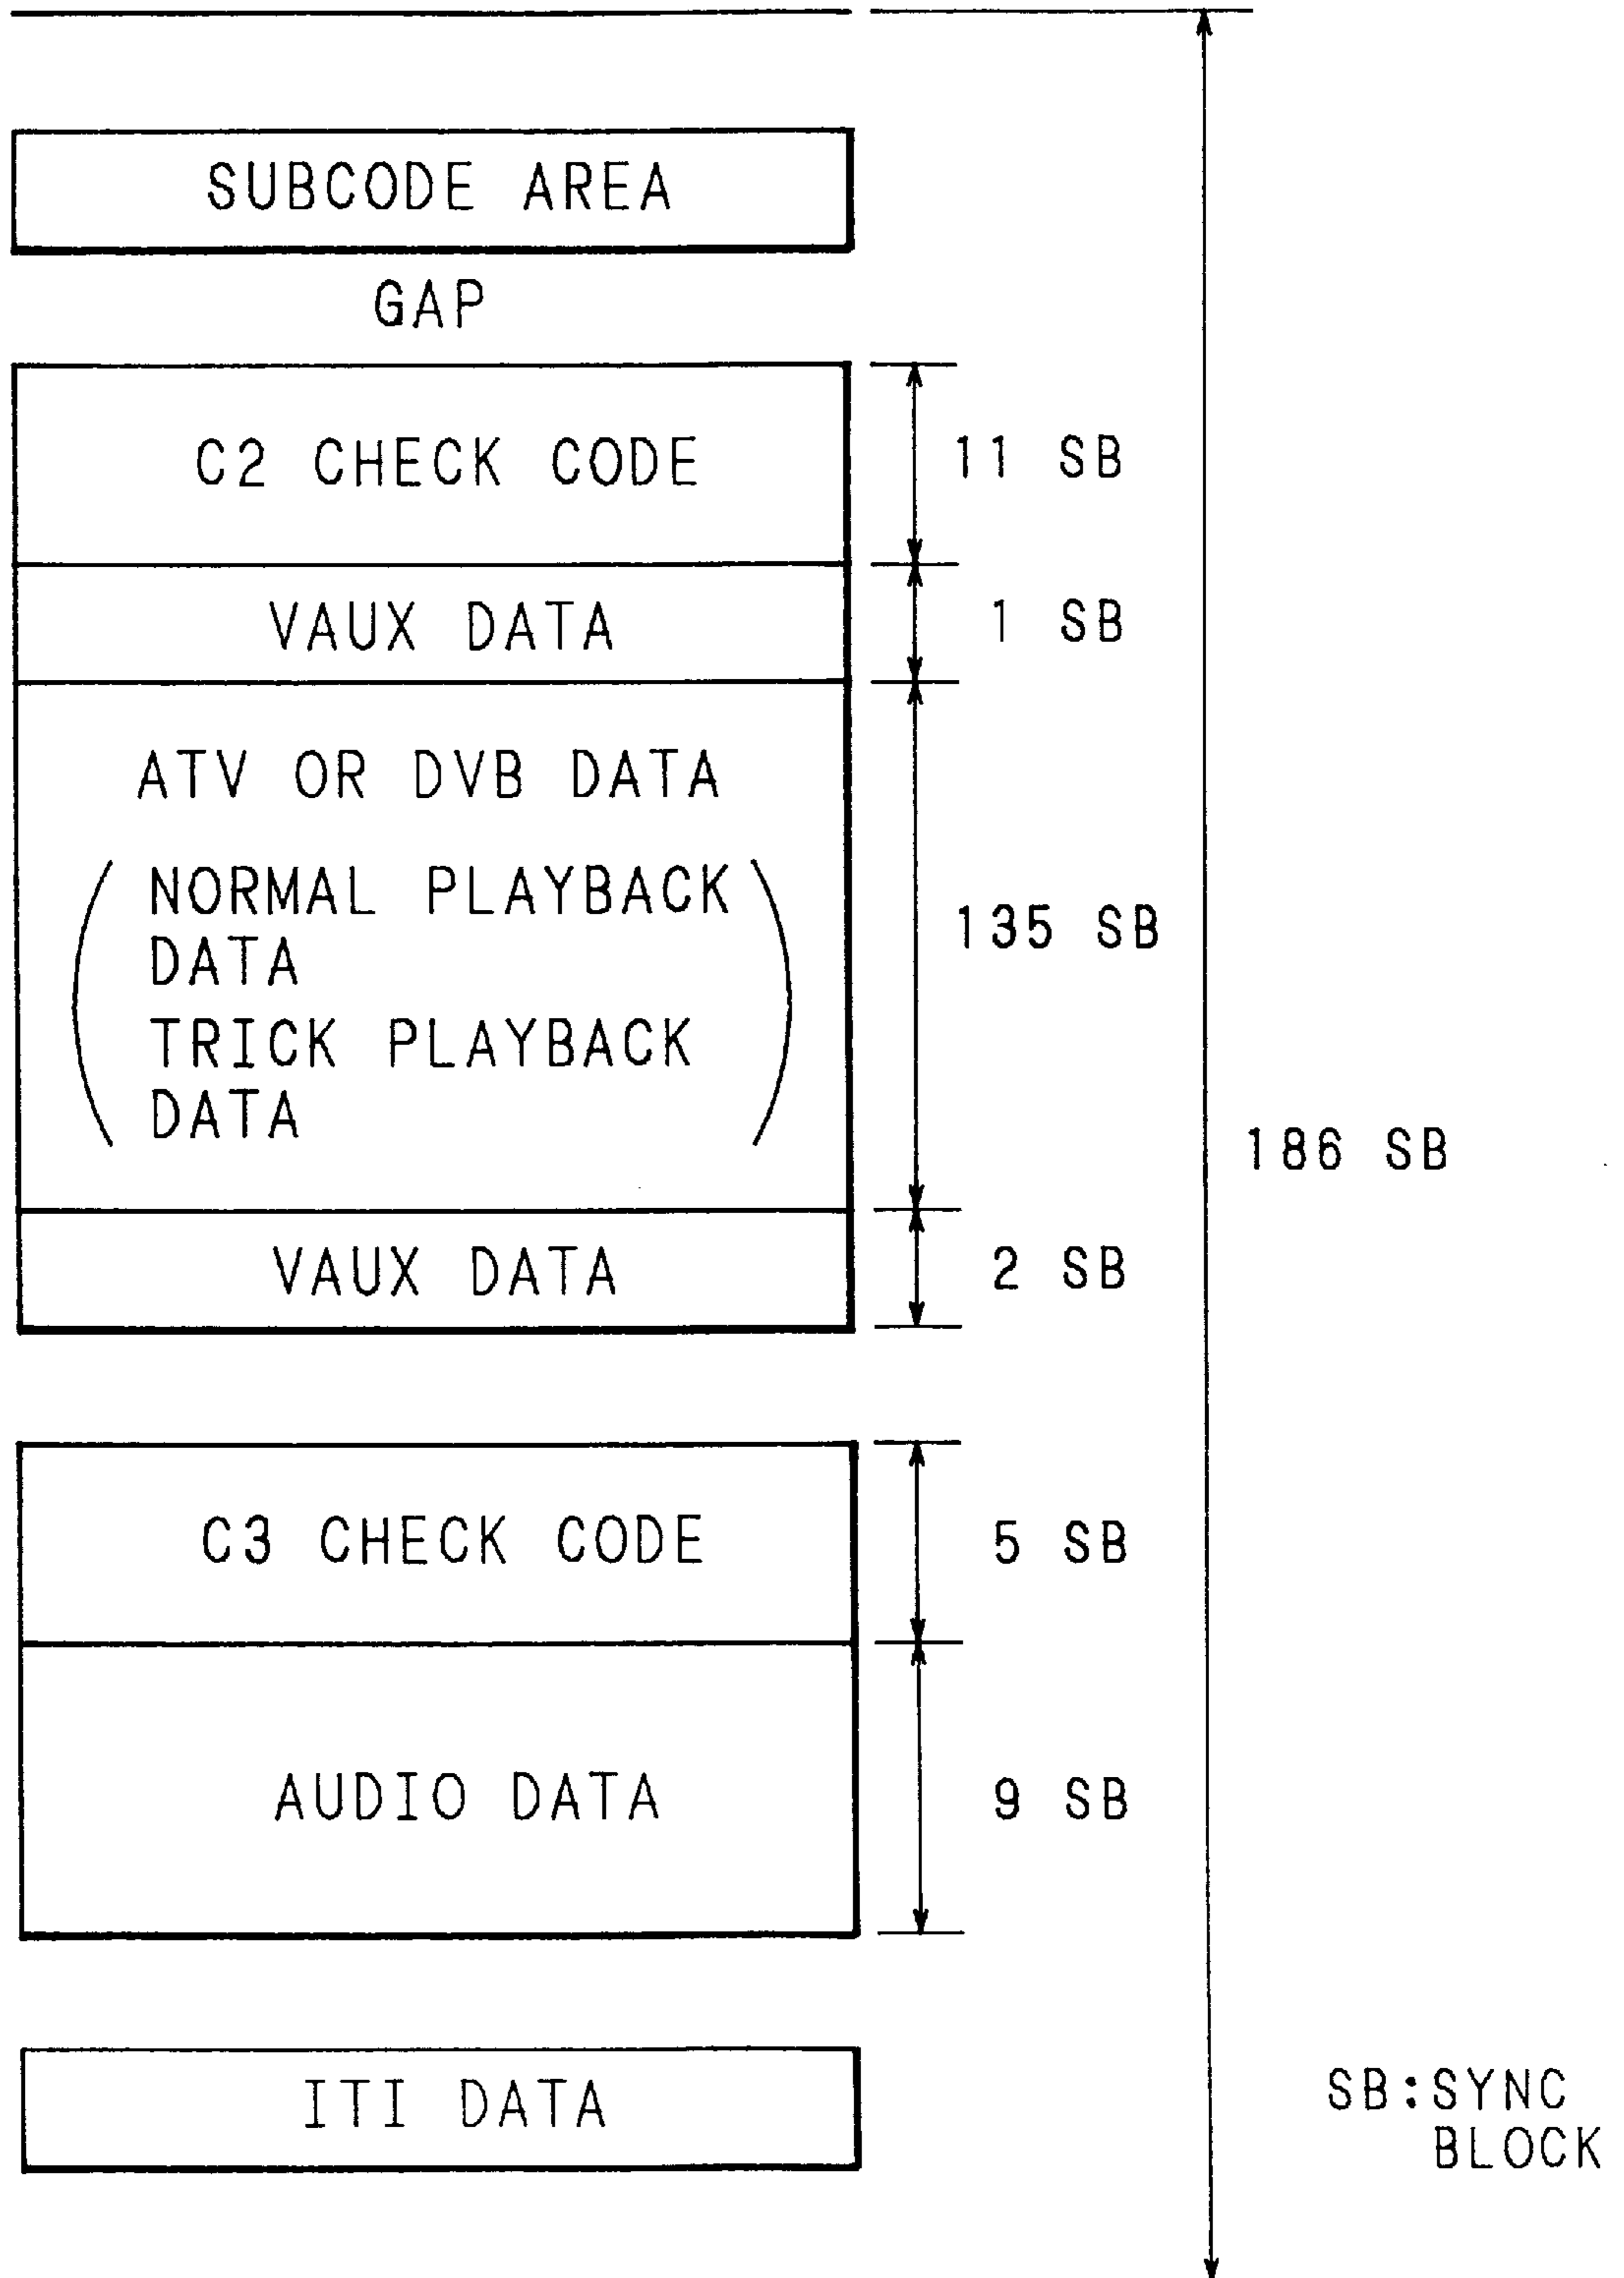 SUBCODE AREA
GAP
C2 CHECK CODE
11 SB
VAUX DATA
1 SB
ATV OR DVB DATA
NORMAL PLAYBACK
DATA
TRICK PLAYBACK
DATA
135 SB
186 SB
VAUX DATA
2 SB
C3 CHECK CODE
5 SB
AUDIO DATA
9 SB
ITI DATA
SB:SYNC
BLOCK